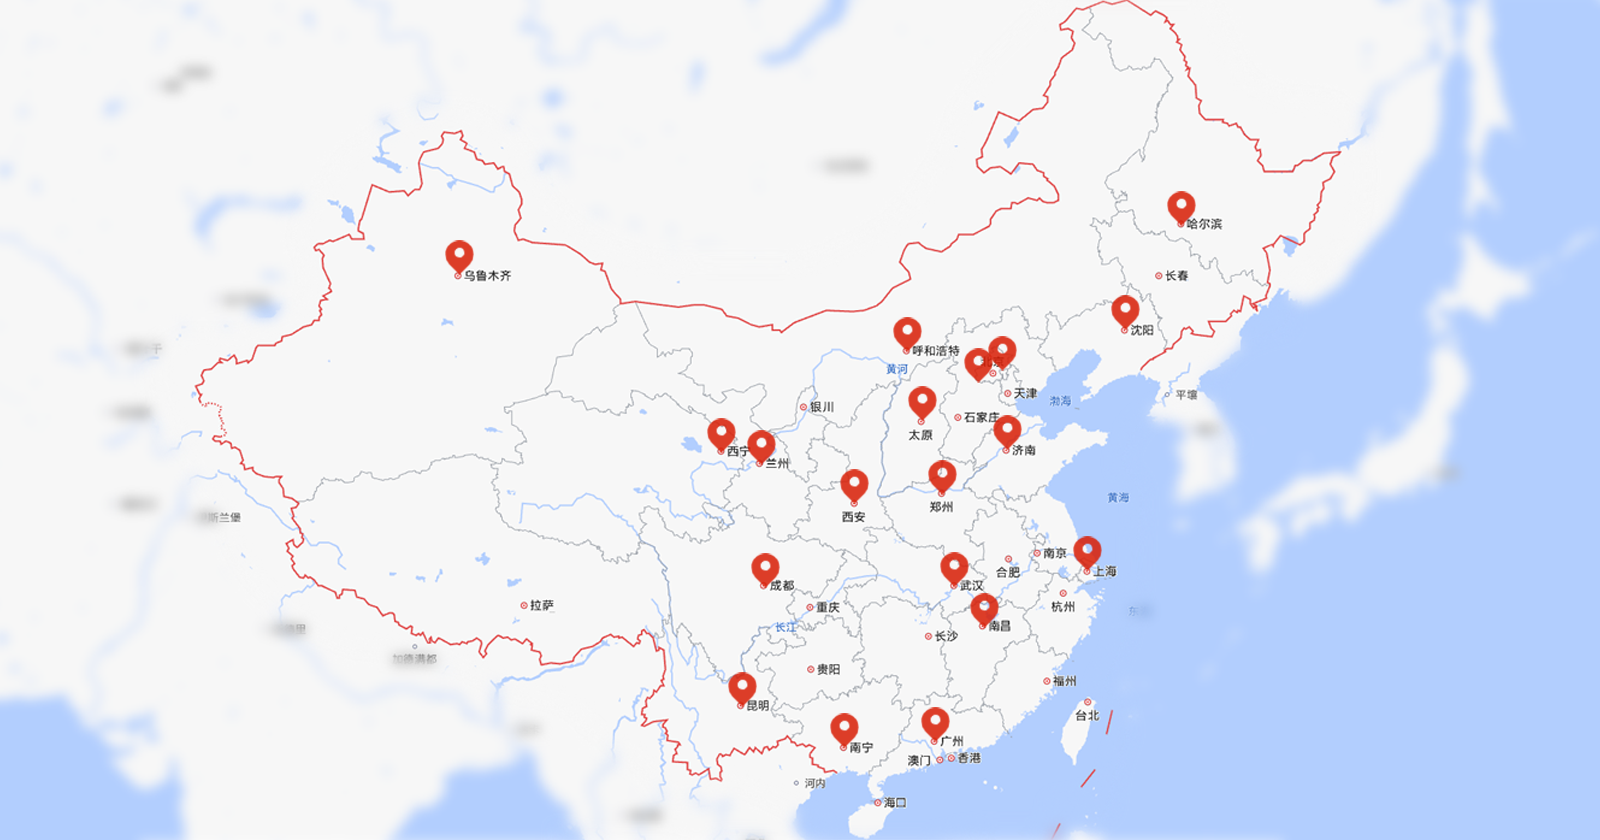 哈尔滨
乌鲁木齐
长春
沈阳
呼和浩特
北京
黄河
天津
平壤
渤海
银川
石家庄
太原
西宁
兰州
济南
黄海
郑州
西安
斯兰堡
南京
合肥
上海
成都
武汉
拉萨
重庆
杭州
长江
南昌
长沙
加德满都
贵阳
福州
昆明
台北
南宁
广州
澳门
香港
河内
海口